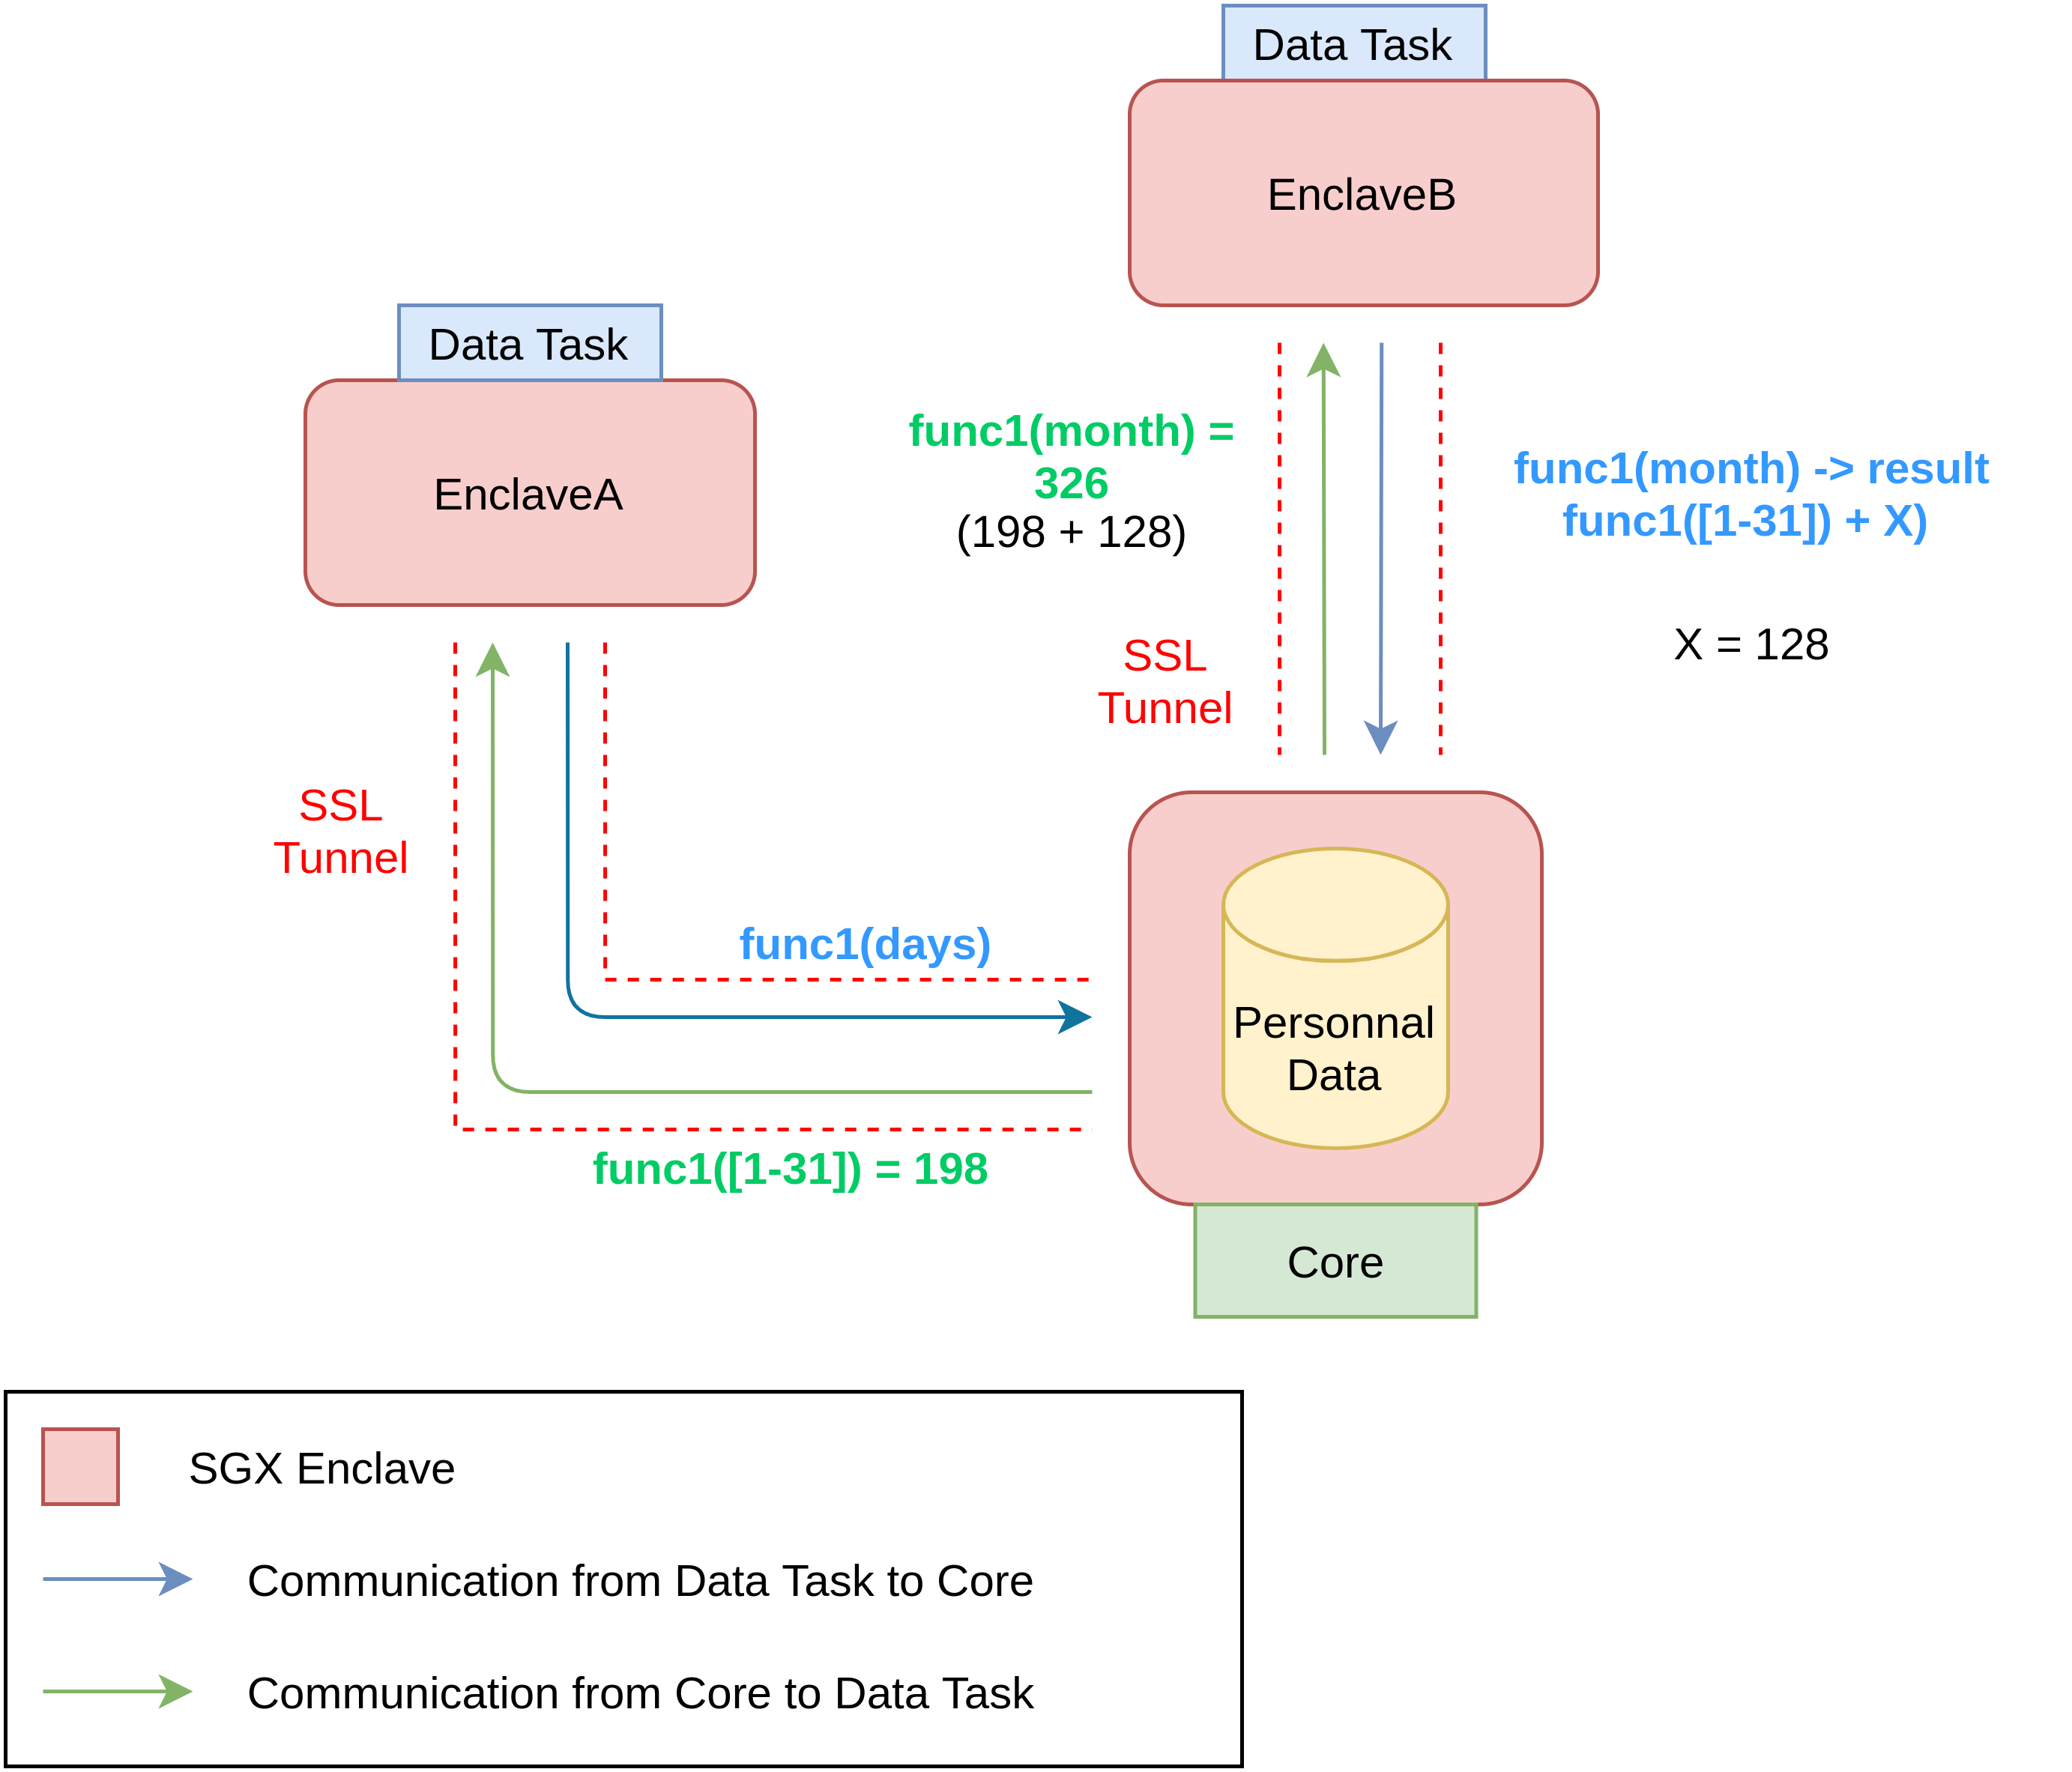 Data Task
EnclaveB
Data Task
EnclaveA
func1(month) =
326
(198 + 128)
func1(month) -> result
func1([1-31]) + X)
X = 128
SSL
Tunnel
SSL
Tunnel
func1(days)
Personnal
Data
func1([1-31]) = 198
Core
SGX Enclave
Communication from Data Task to Core
Communication from Core to Data Task